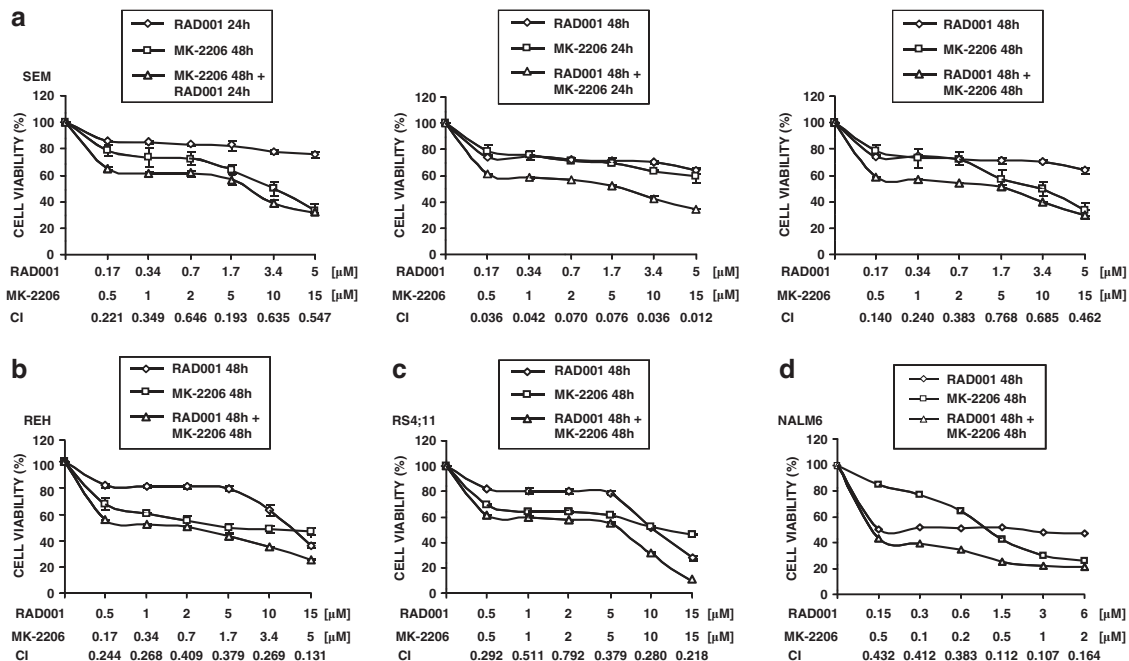 a
RAD001 24h
MK-2206 48h
MK-2206 48h +
RAD001 24h
SEM
CELL VIABILITY (%)
120
100
80
60
40
20
0
RAD001 0.17 0.34 0.7 1.7 3.4 5 [µM]
MK-2206 0.5 1 2 5 10 15 [µM]
CI 0.221 0.349 0.646 0.193 0.635 0.547
RAD001 48h
MK-2206 24h
RAD001 48h +
MK-2206 24h
CELL VIABILITY (%)
120
100
80
60
40
20
0
0.17 0.34 0.7 1.7 3.4 5
RAD001 [µM]
0.5 1 2 5 10 15
MK-2206 [µM]
CI 0.036 0.042 0.070 0.076 0.036 0.012
RAD001 48h
MK-2206 48h
RAD001 48h +
MK-2206 48h
CELL VIABILITY (%)
120
100
80
60
40
20
0
RAD001 0.17 0.34 0.7 1.7 3.4 5 [µM]
MK-2206 0.5 1 2 5 10 15 [µM]
CI 0.140 0.240 0.383 0.768 0.685 0.462
b
RAD001 48h
MK-2206 48h
RAD001 48h +
MK-2206 48h
REH
CELL VIABILITY (%)
120
100
80
60
40
20
0
RAD001 0.5 1 2 5 10 15 [µM]
MK-2206 0.17 0.34 0.7 1.7 3.4 5 [µM]
CI 0.244 0.268 0.409 0.379 0.269 0.131
c
RAD001 48h
MK-2206 48h
RAD001 48h +
MK-2206 48h
RS4;11
CELL VIABILITY (%)
120
100
80
60
40
20
0
RAD001 0.5 1 2 5 10 15 [µM]
MK-2206 0.5 1 2 5 10 15 [µM]
CI 0.292 0.511 0.792 0.379 0.280 0.218
d
RAD001 48h
MK-2206 48h
RAD001 48h +
MK-2206 48h
NALM6
CELL VIABILITY (%)
120
100
80
60
40
20
0
RAD001 0.15 0.3 0.6 1.5 3 6 [µM]
MK-2206 0.5 0.1 0.2 0.5 1 2 [µM]
CI 0.432 0.412 0.383 0.112 0.107 0.164